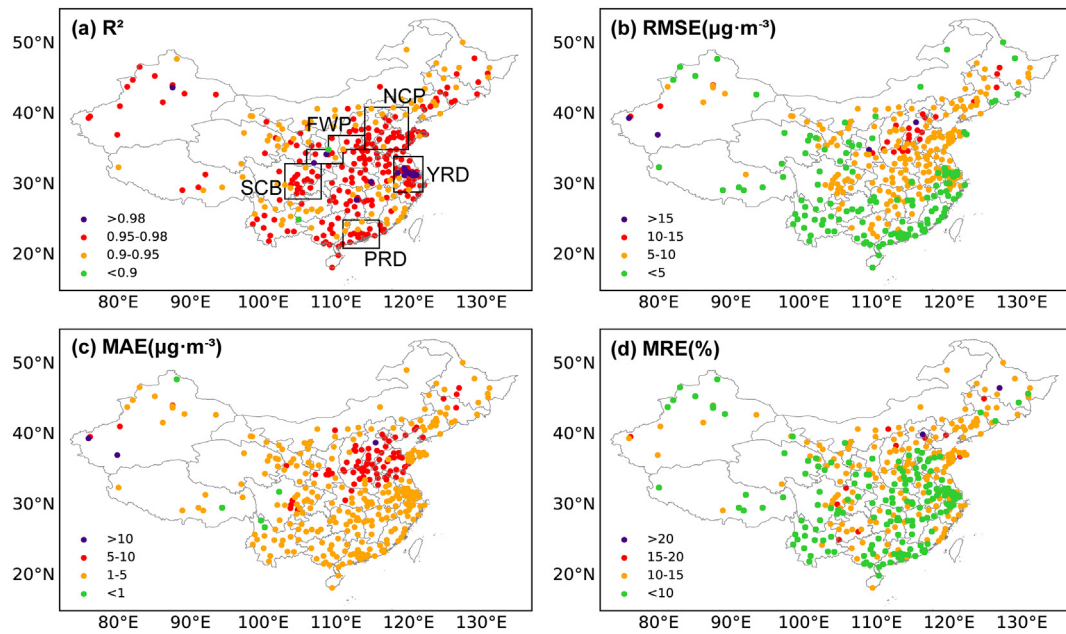 (a) R²
50°N
40°N
30°N
20°N
NCP
FWP
SCB
YRD
PRD
>0.98
0.95-0.98
0.9-0.95
<0.9
80°E 90°E 100°E 110°E 120°E 130°E
(b) RMSE(μg·m⁻³)
50°N
40°N
30°N
20°N
>15
10-15
5-10
<5
80°E 90°E 100°E 110°E 120°E 130°E
(c) MAE(μg·m⁻³)
50°N
40°N
30°N
20°N
>10
5-10
1-5
<1
80°E 90°E 100°E 110°E 120°E 130°E
(d) MRE(%)
50°N
40°N
30°N
20°N
>20
15-20
10-15
<10
80°E 90°E 100°E 110°E 120°E 130°E